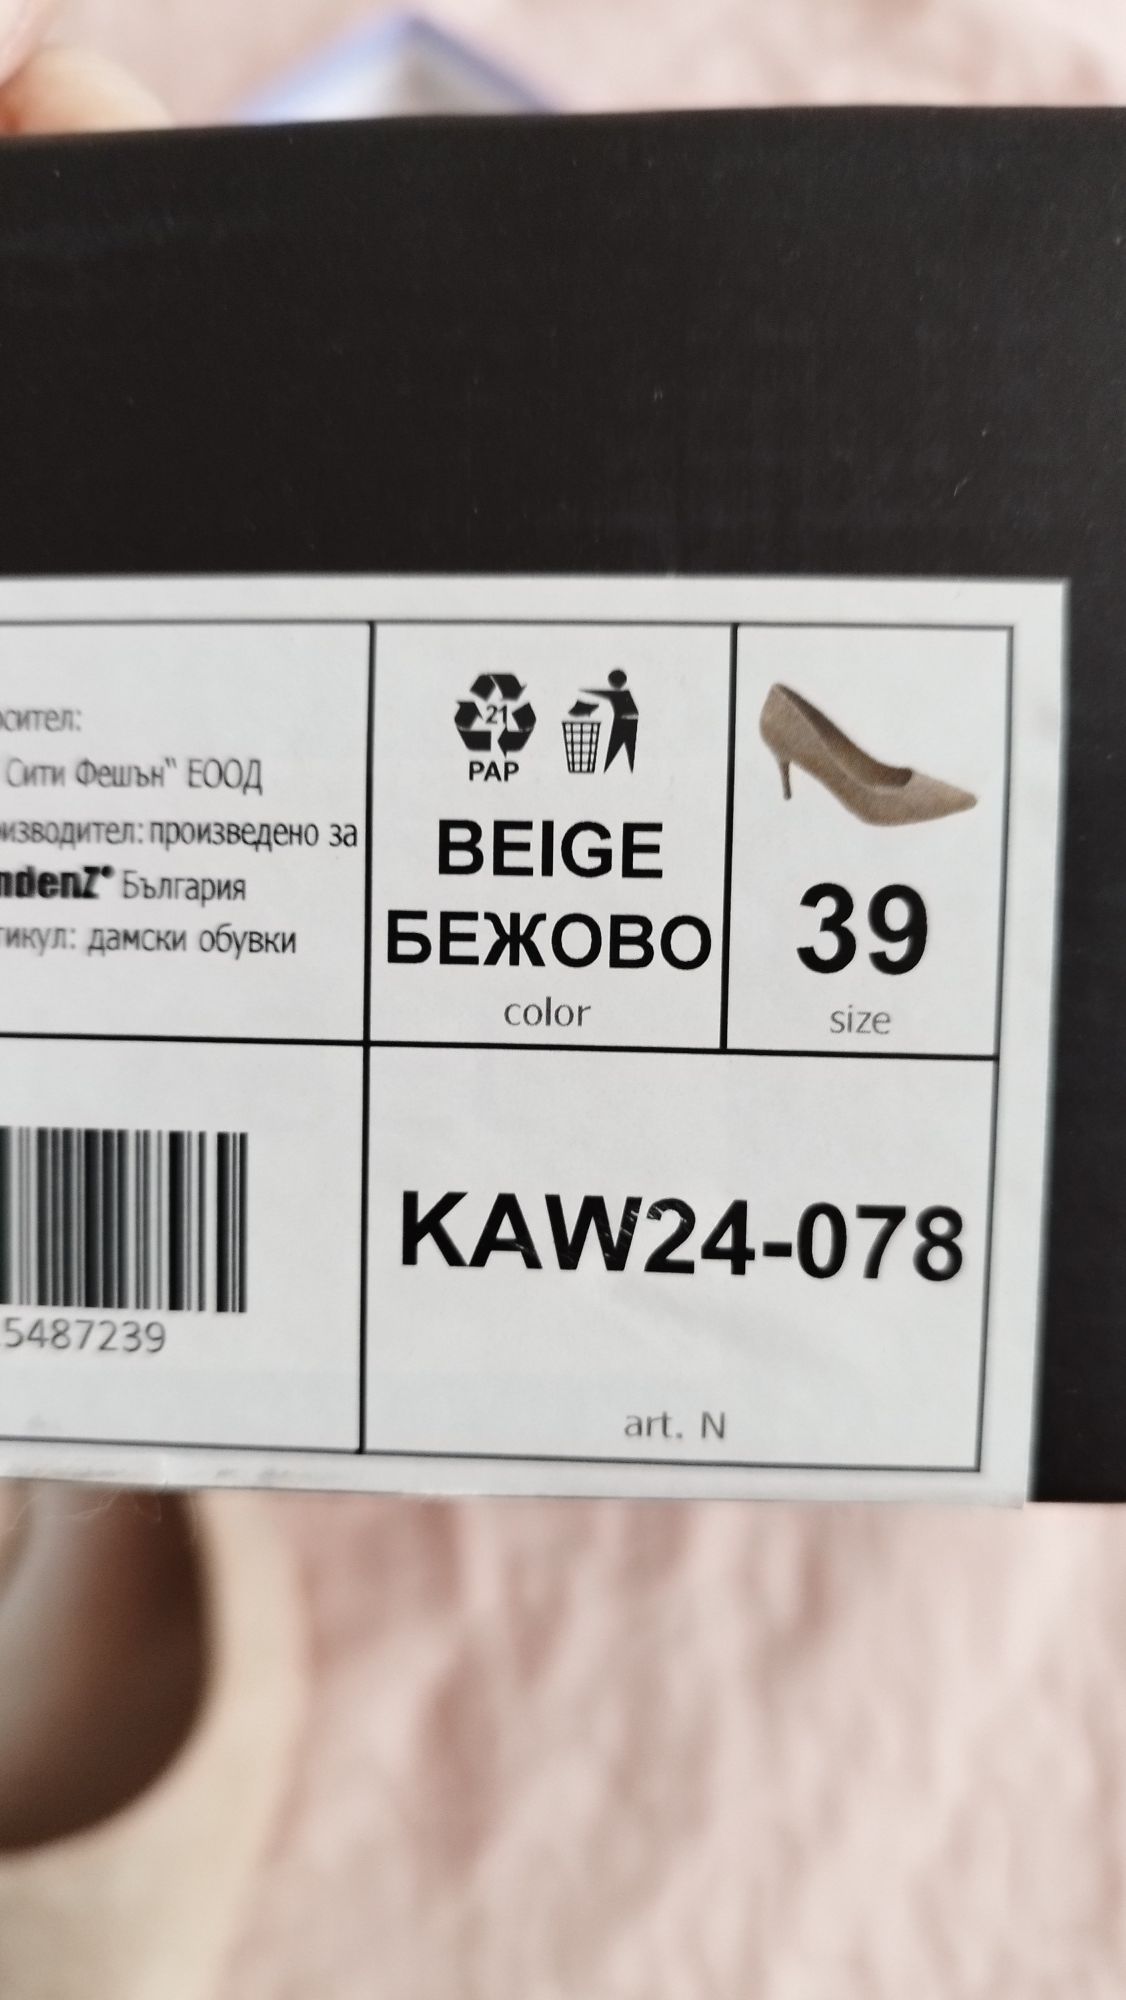 Сити Фешън" ЕООД
произведено за
България
дамски обувки
21
PAP
BEIGE
БЕЖОВО
color
39
size
5487239
KAW24-078
art. N